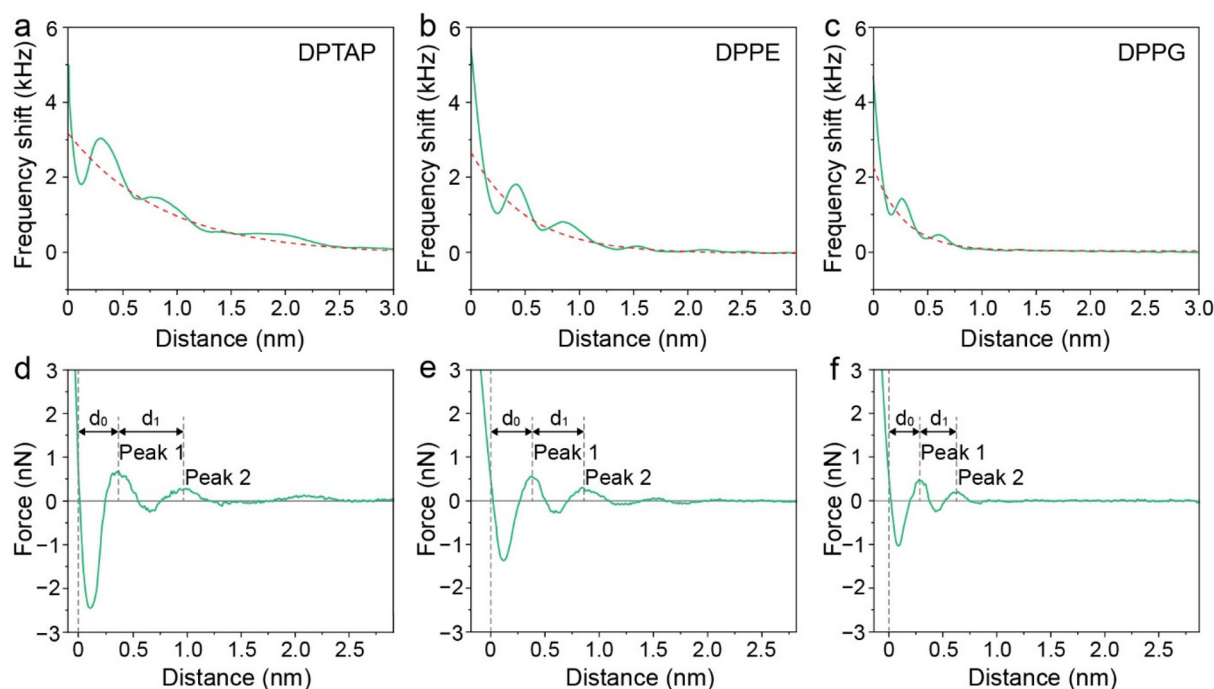 a
DPTAP
Frequency shift (kHz)
6
4
2
0
0 0.5 1.0 1.5 2.0 2.5 3.0
Distance (nm)
b
DPPE
Frequency shift (kHz)
6
4
2
0
0 0.5 1.0 1.5 2.0 2.5 3.0
Distance (nm)
c
DPPG
Frequency shift (kHz)
6
4
2
0
0 0.5 1.0 1.5 2.0 2.5 3.0
Distance (nm)
d
d₀ d₁
Peak 1
Peak 2
Force (nN)
3
2
1
0
−1
−2
−3
0 0.5 1.0 1.5 2.0 2.5
Distance (nm)
e
d₀ d₁
Peak 1
Peak 2
Force (nN)
3
2
1
0
−1
−2
−3
0 0.5 1.0 1.5 2.0 2.5
Distance (nm)
f
d₀ d₁
Peak 1
Peak 2
Force (nN)
3
2
1
0
−1
−2
−3
0 0.5 1.0 1.5 2.0 2.5
Distance (nm)